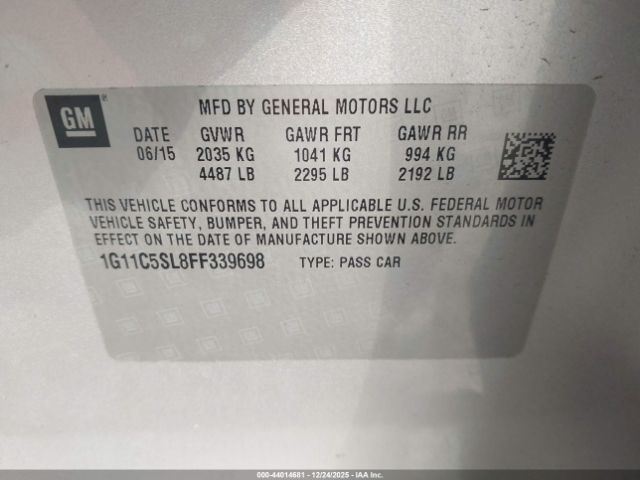 GM ®
MFD BY GENERAL MOTORS LLC
DATE GVWR GAWR FRT GAWR RR
06/15 2035 KG 1041 KG 994 KG
4487 LB 2295 LB 2192 LB
THIS VEHICLE CONFORMS TO ALL APPLICABLE U.S. FEDERAL MOTOR
VEHICLE SAFETY, BUMPER, AND THEFT PREVENTION STANDARDS IN
EFFECT ON THE DATE OF MANUFACTURE SHOWN ABOVE.
1G11C5SL8FF339698 TYPE: PASS CAR
000-44014681 - 12/24/2025 - IAA Inc.